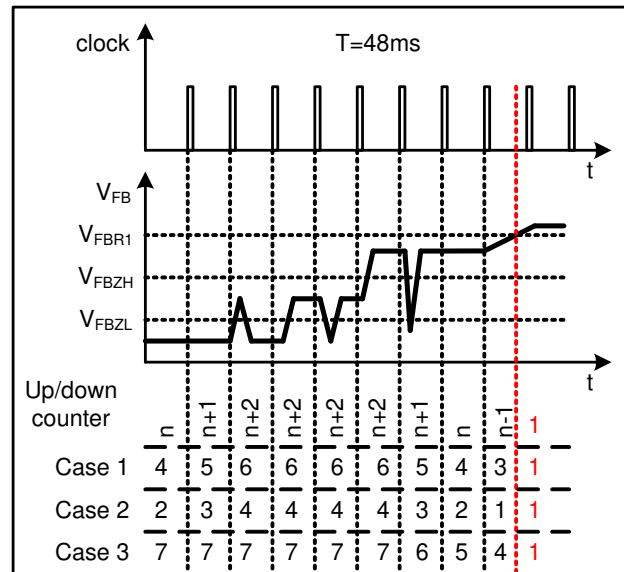 clock T=48ms
t
VFB
VFBR1
VFBZH
VFBZL
t
Up/down
counter n n+1 n+2 n+2 n+2 n+2 n+1 n n-1 1
Case 1 4 5 6 6 6 6 5 4 3 1
Case 2 2 3 4 4 4 4 3 2 1 1
Case 3 7 7 7 7 7 7 6 5 4 1